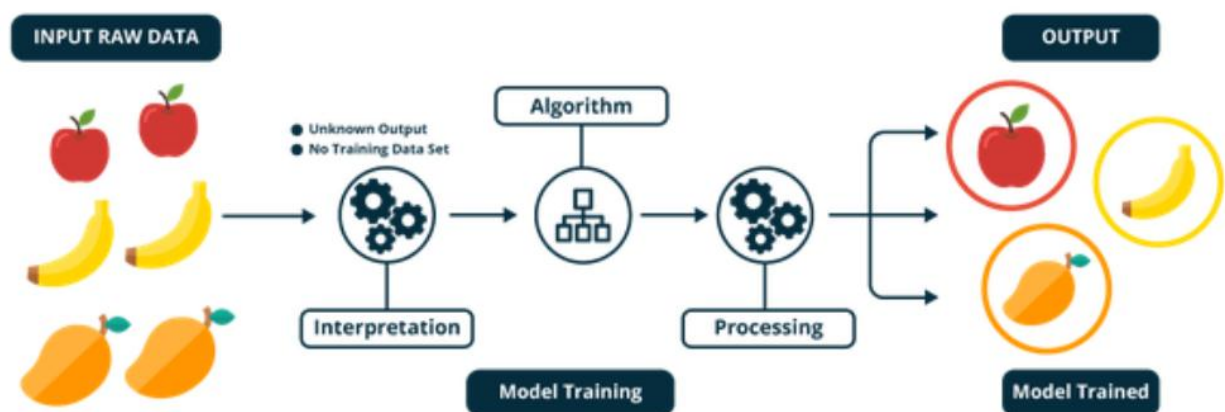 INPUT RAW DATA
OUTPUT
Algorithm
Unknown Output
No Training Data Set
Interpretation
Processing
Model Training
Model Trained